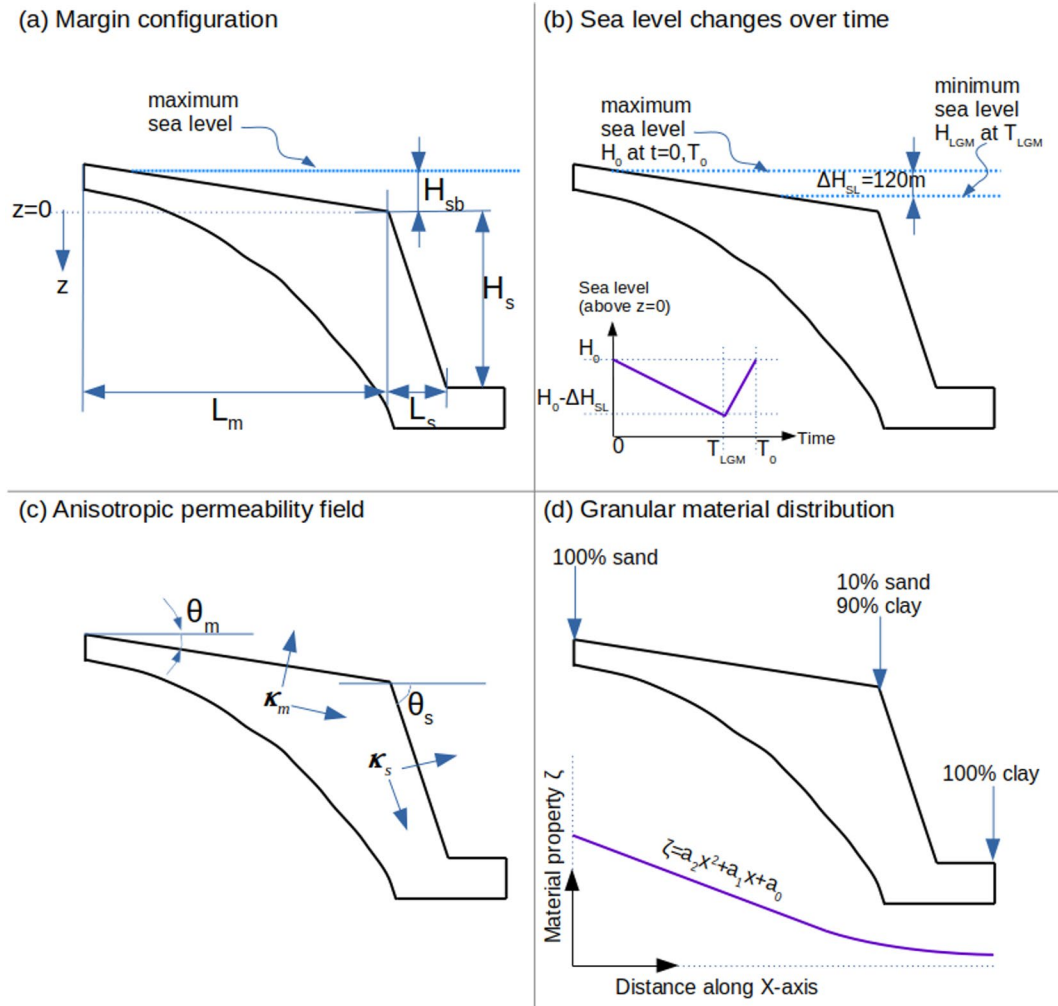 (a) Margin configuration
maximum
sea level
H_sb
z=0
z
H_s
L_m
L_s
(b) Sea level changes over time
maximum
sea level
H_0 at t=0,T_0
minimum
sea level
H_LGM at T_LGM
ΔH_SL=120m
Sea level
(above z=0)
H_0
H_0-ΔH_SL
0
T_LGM
T_0
Time
(c) Anisotropic permeability field
θ_m
κ_m
θ_s
κ_s
(d) Granular material distribution
100% sand
10% sand
90% clay
100% clay
Material property ζ
ζ=a_2x^2+a_1x+a_0
Distance along X-axis